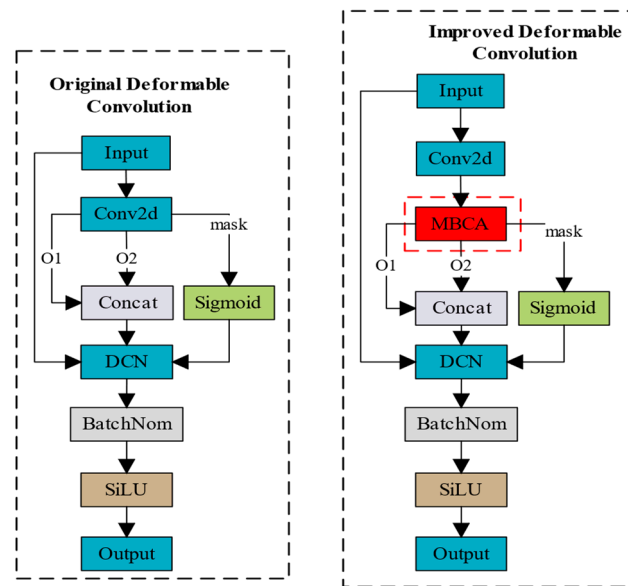 Original Deformable
Convolution
Input
Conv2d
mask
O1
O2
Concat
Sigmoid
DCN
BatchNom
SiLU
Output
Improved Deformable
Convolution
Input
Conv2d
MBCA
mask
O1
O2
Concat
Sigmoid
DCN
BatchNom
SiLU
Output